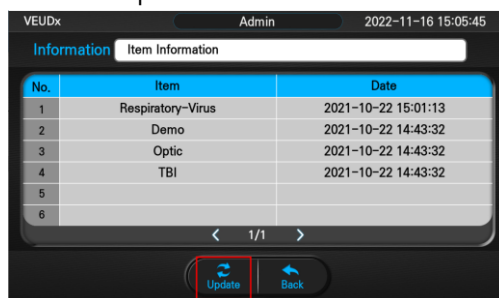 VEUDx Admin 2022-11-16 15:05:45
Information Item Information
No. Item Date
1 Respiratory-Virus 2021-10-22 15:01:13
2 Demo 2021-10-22 14:43:32
3 Optic 2021-10-22 14:43:32
4 TBI 2021-10-22 14:43:32
5
6
< 1/1 >
Update Back